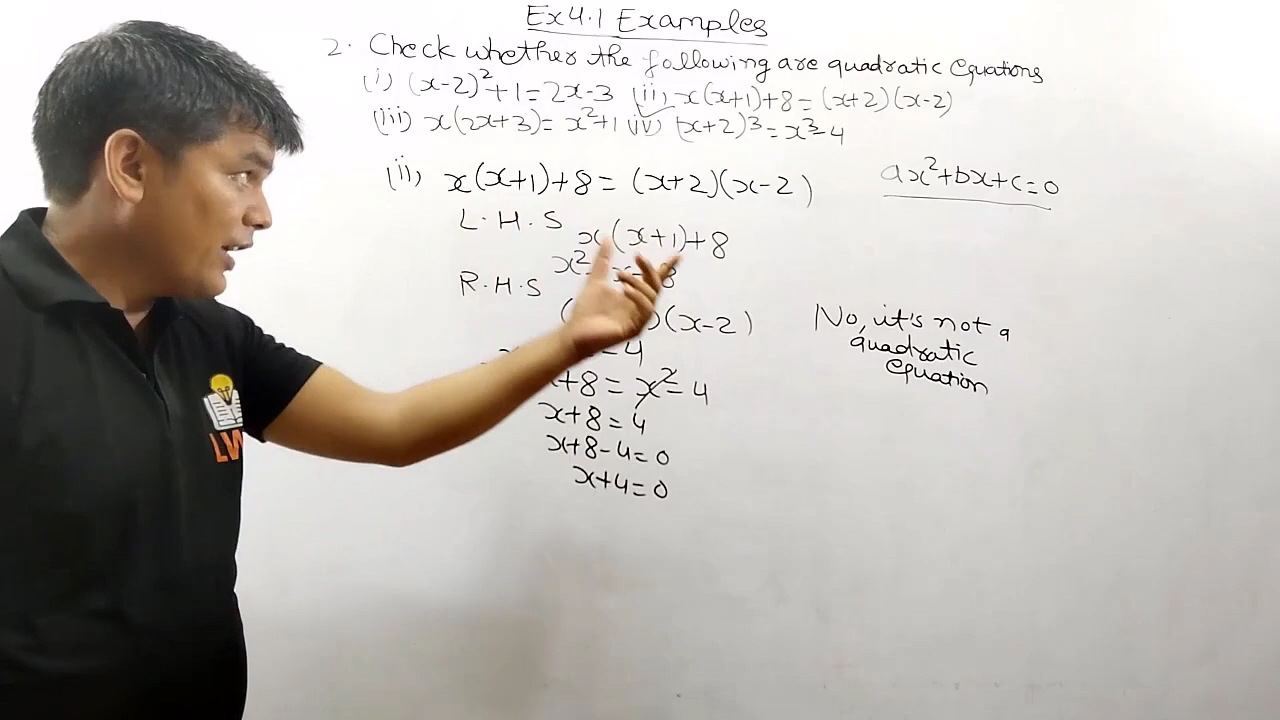 Ex 4.1 Examples
2. Check whether the following are quadratic Equations
(i) (x-2)²+1=2x-3 (ii) x(x+1)+8=(x+2)(x-2)
(iii) x(2x+3)=x²+1 (iv) (x+2)³=x³-4
(ii) x(x+1)+8=(x+2)(x-2)
ax²+bx+c=0
L.H.S x(x+1)+8
x² 8
R.H.S
(x-2)
4
+8=x²-4
x+8=4
x+8-4=0
x+4=0
No, it's not a
quadratic
equation
LW